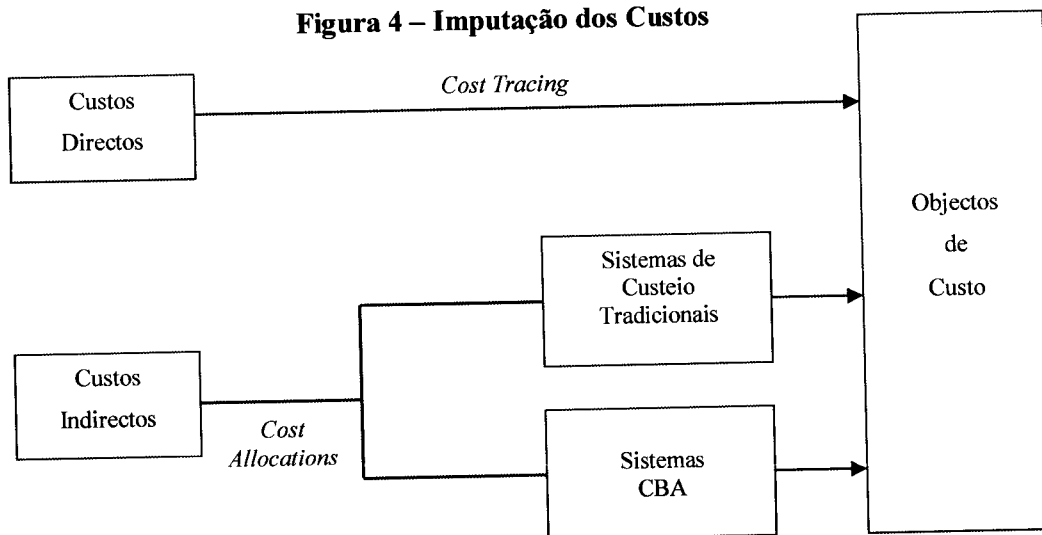 Figura 4 – Imputação dos Custos
Custos
Directos
Cost Tracing
Objectos
de
Custo
Sistemas de
Custeio
Tradicionais
Custos
Indirectos
Cost
Allocations
Sistemas
CBA